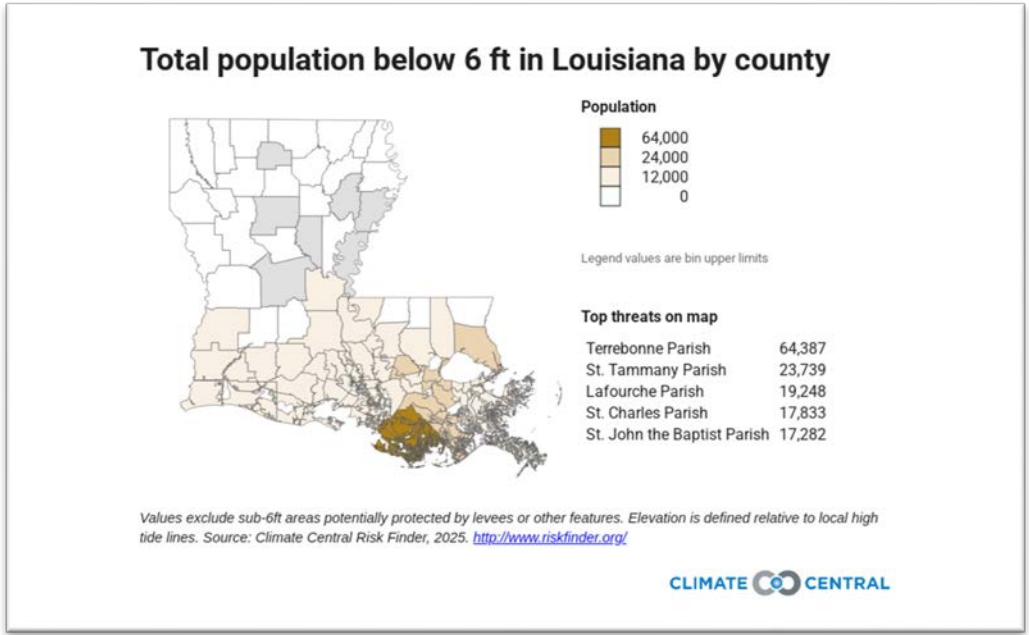 Total population below 6 ft in Louisiana by county
Population
64,000
24,000
12,000
0
Legend values are bin upper limits
Top threats on map
Terrebonne Parish 64,387
St. Tammany Parish 23,739
Lafourche Parish 19,248
St. Charles Parish 17,833
St. John the Baptist Parish 17,282
Values exclude sub-6ft areas potentially protected by levees or other features. Elevation is defined relative to local high
tide lines. Source: Climate Central Risk Finder, 2025. http://www.riskfinder.org/
CLIMATE CENTRAL